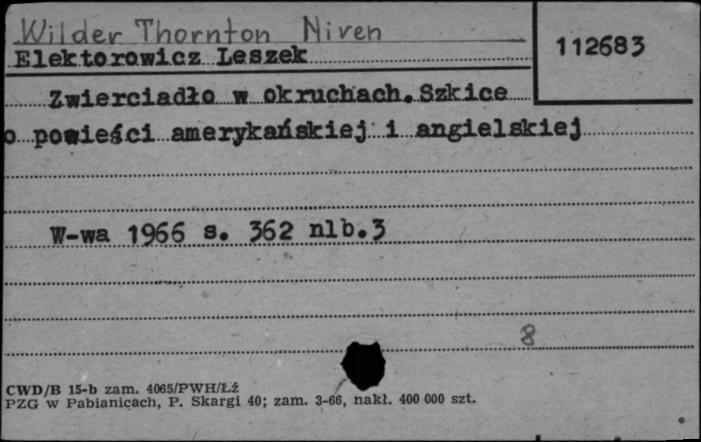 Wilder Thornton Niven
Elektorowicz Leszek
112683
Zwierciadło w okruchach. Szkice
o powieści amerykańskiej i angielskiej
W-wa 1966 s. 362 nlb.3
8
CWD/B 15-b zam. 4065/PWH/Łź
PZG w Pabianicach, P. Skargi 40; zam. 3-66, nakł. 400 000 szt.